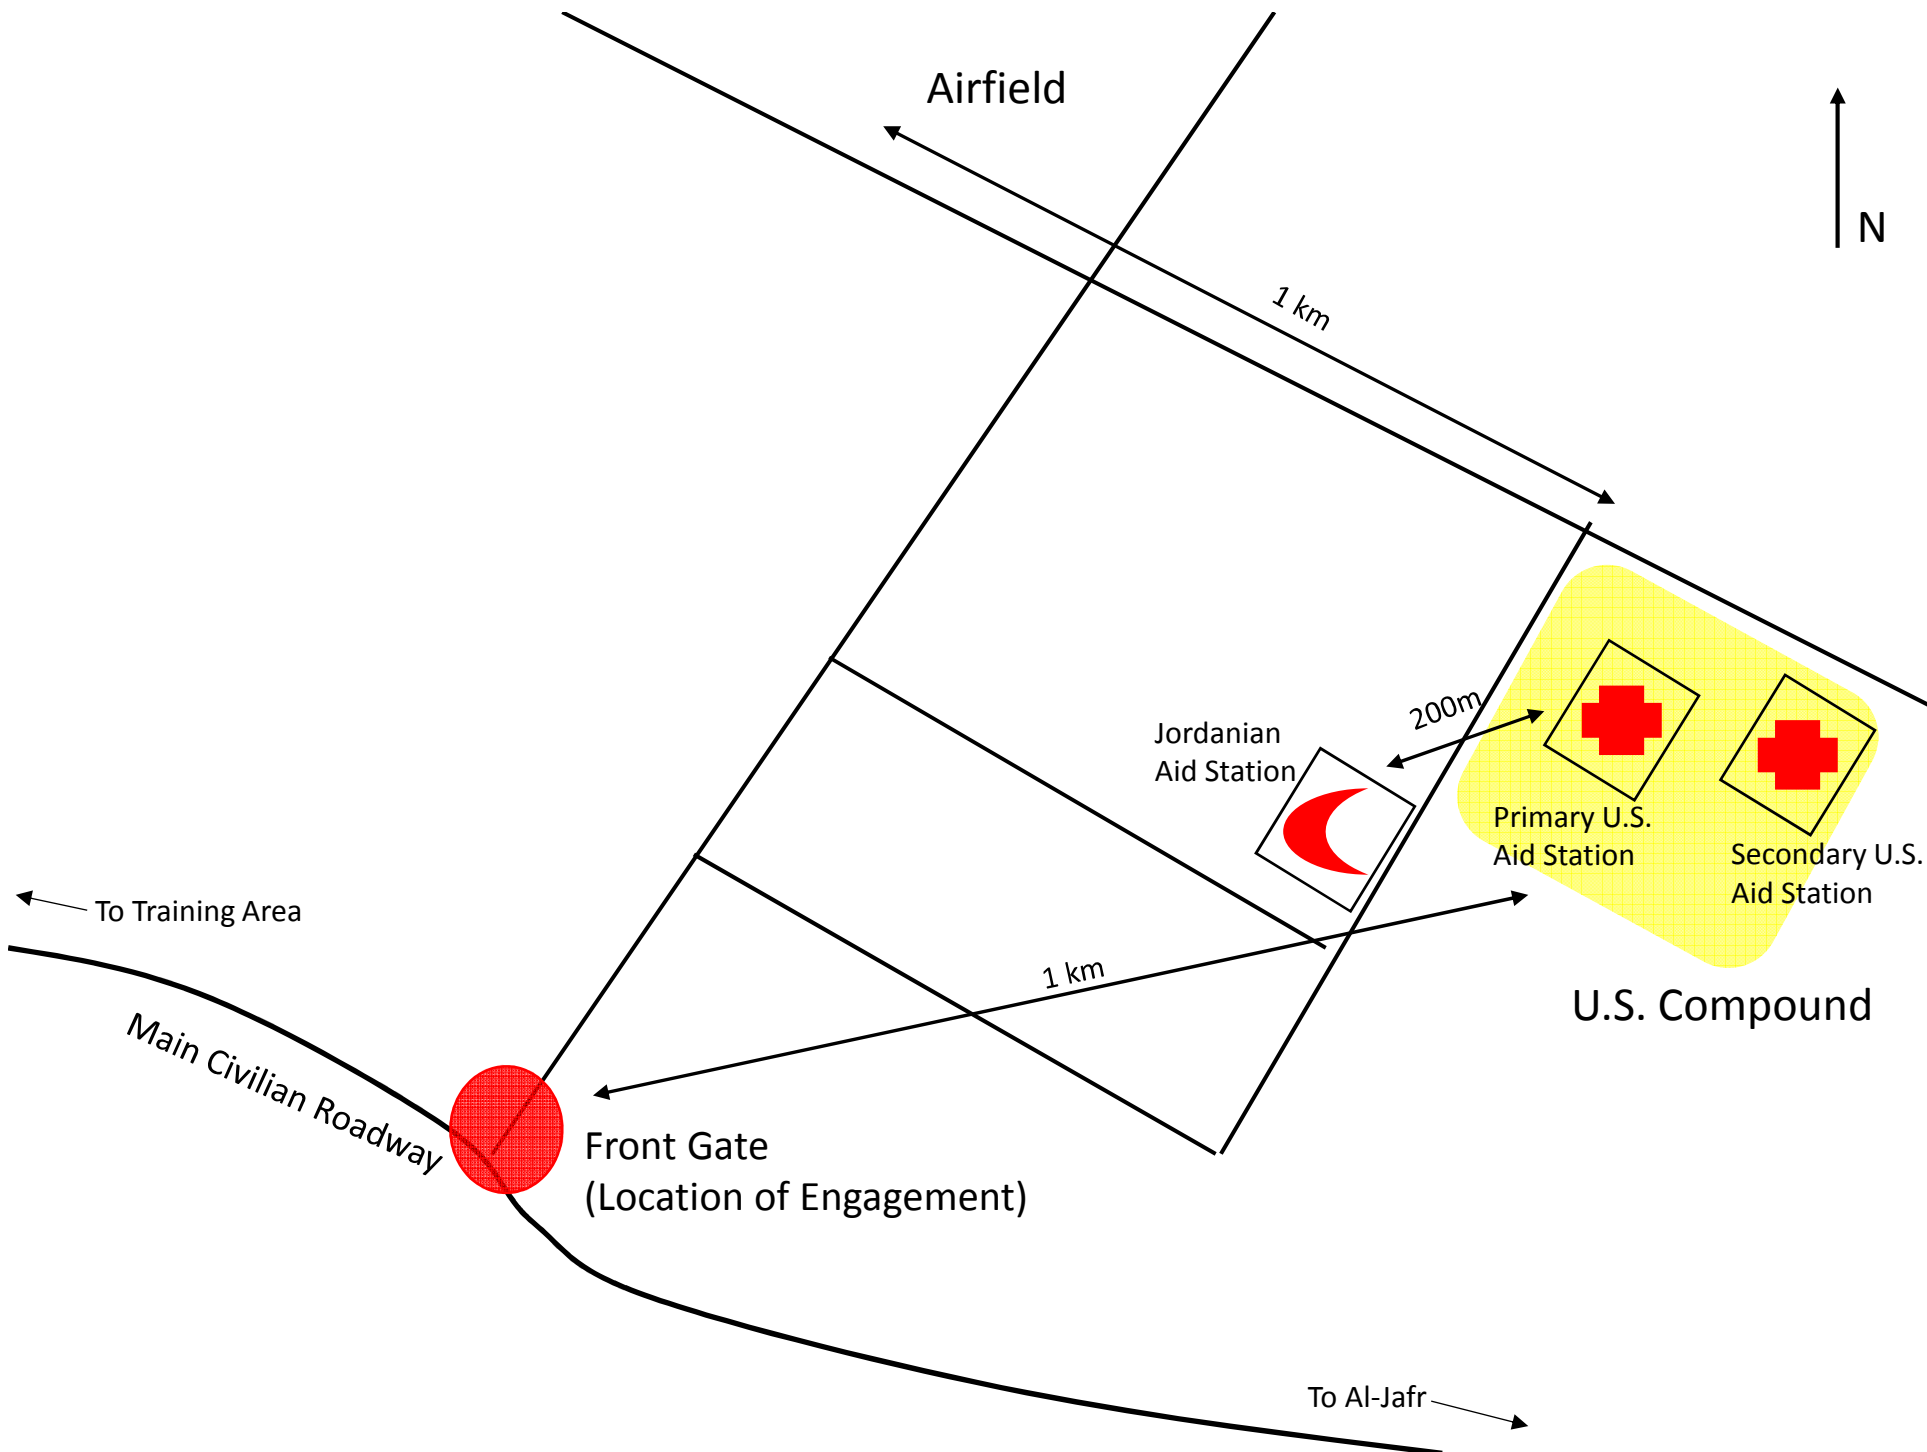 Airfield
N
1 km
200m
Jordanian
Aid Station
Primary U.S.
Aid Station
Secondary U.S.
Aid Station
To Training Area
1 km
U.S. Compound
Main Civilian Roadway
Front Gate
(Location of Engagement)
To Al-Jafr